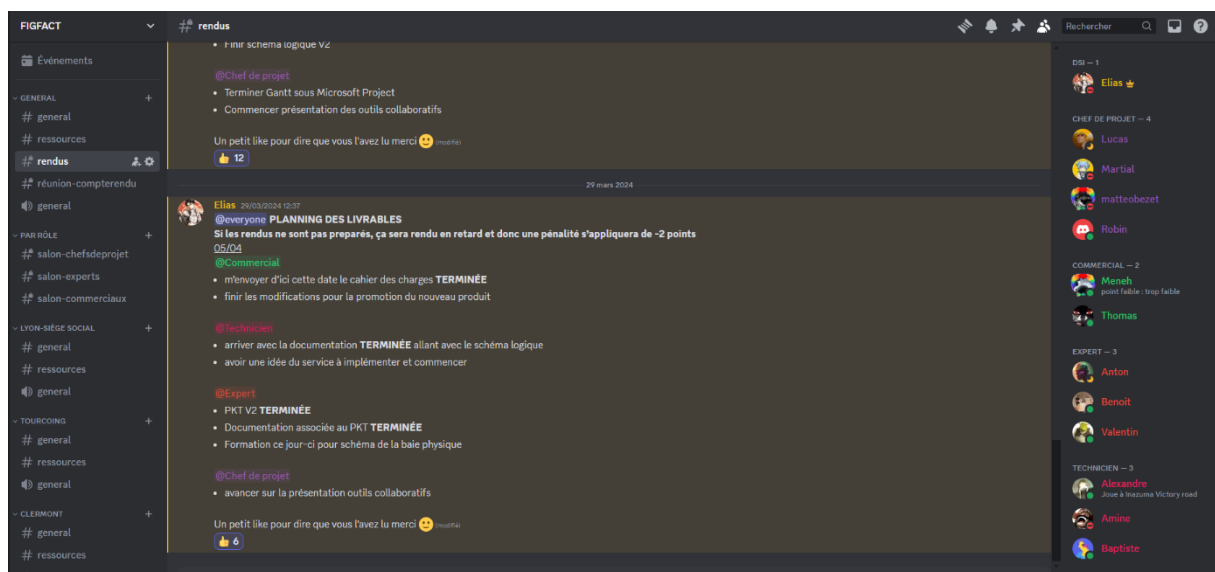 FIGFACT
Événements
GENERAL
# general
# ressources
# rendus
# réunion-compterendu
general
PAR RÔLE
# salon-chefsdeprojet
# salon-experts
# salon-commerciaux
LYON-SIÈGE SOCIAL
# general
# ressources
general
TOURCOING
# general
# ressources
general
CLERMONT
# general
# ressources
# rendus
Rechercher
• Finir schéma logique V2
@Chef de projet
• Terminer Gantt sous Microsoft Project
• Commencer présentation des outils collaboratifs
Un petit like pour dire que vous l'avez lu merci 🙂 (modifié)
👍 12
29 mars 2024
Elias 29/03/2024 12:37
@everyone PLANNING DES LIVRABLES
Si les rendus ne sont pas preparés, ça sera rendu en retard et donc une pénalité s'appliquera de -2 points
05/04
@Commercial
• m'envoyer d'ici cette date le cahier des charges TERMINÉE
• finir les modifications pour la promotion du nouveau produit
@Technicien
• arriver avec la documentation TERMINÉE allant avec le schéma logique
• avoir une idée du service à implémenter et commencer
@Expert
• PKT V2 TERMINÉE
• Documentation associée au PKT TERMINÉE
• Formation ce jour-ci pour schéma de la baie physique
@Chef de projet
• avancer sur la présentation outils collaboratifs
Un petit like pour dire que vous l'avez lu merci 🙂 (modifié)
👍 6
DSI — 1
Elias
CHEF DE PROJET — 4
Lucas
Martial
matteobezet
Robin
COMMERCIAL — 2
Meneh
point faible : trop faible
Thomas
EXPERT — 3
Anton
Benoit
Valentin
TECHNICIEN — 3
Alexandre
Joue à Inazuma Victory road
Amine
Baptiste